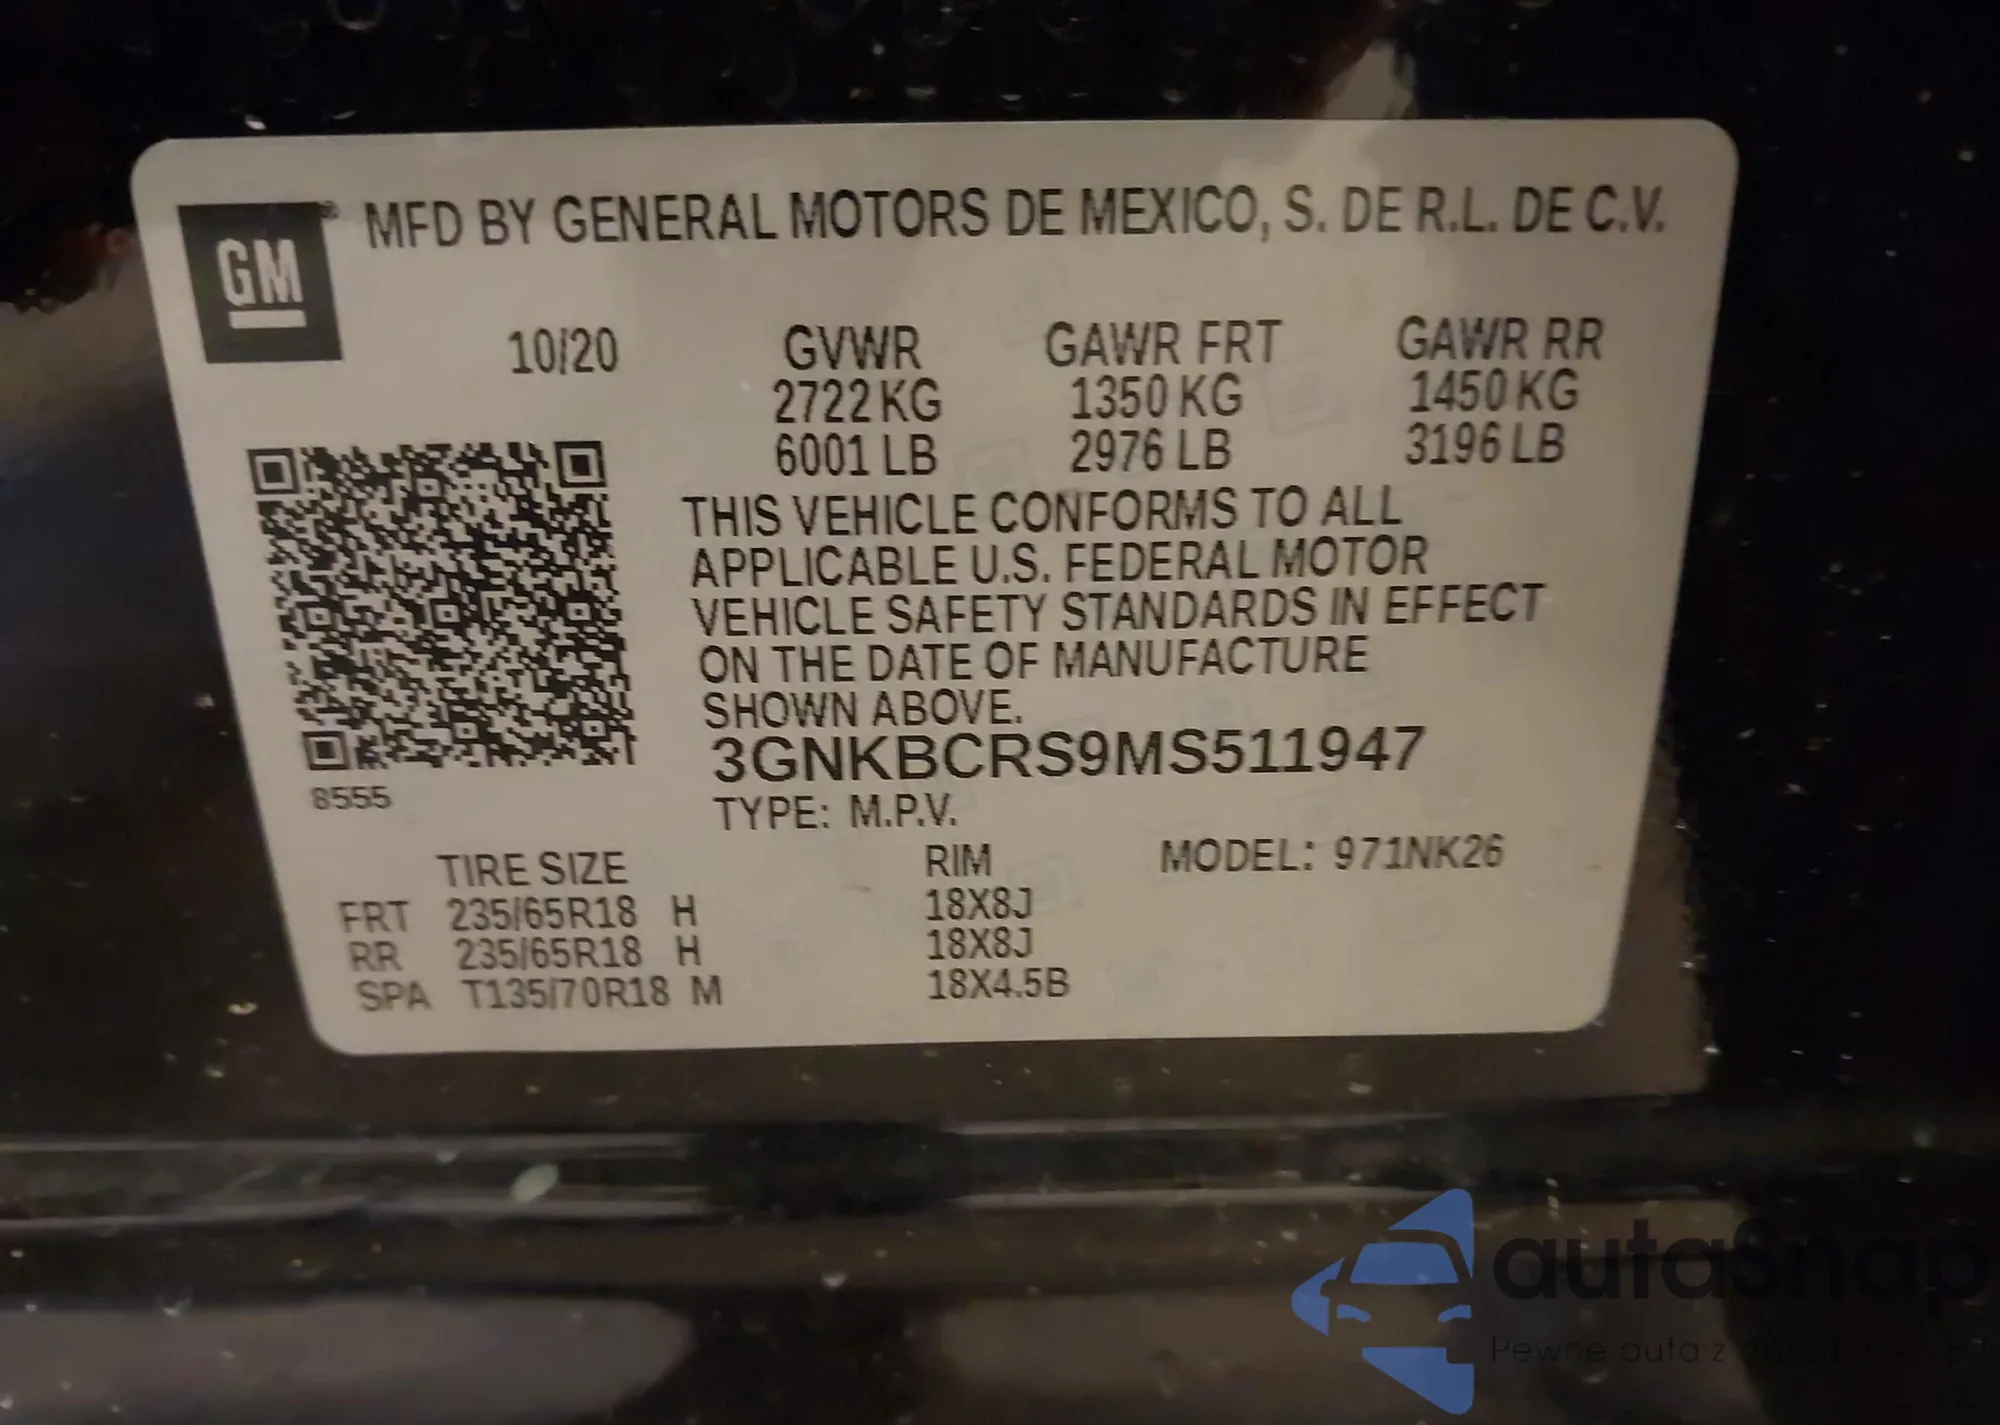 GM® MFD BY GENERAL MOTORS DE MEXICO, S. DE R.L. DE C.V.
10/20 GVWR GAWR FRT GAWR RR
2722 KG 1350 KG 1450 KG
6001 LB 2976 LB 3196 LB
THIS VEHICLE CONFORMS TO ALL
APPLICABLE U.S. FEDERAL MOTOR
VEHICLE SAFETY STANDARDS IN EFFECT
ON THE DATE OF MANUFACTURE
SHOWN ABOVE.
3GNKBCRS9MS511947
8555
TYPE: M.P.V.
TIRE SIZE RIM MODEL: 971NK26
FRT 235/65R18 H 18X8J
RR 235/65R18 H 18X8J
SPA T135/70R18 M 18X4.5B
autasnap
Pewne auta z